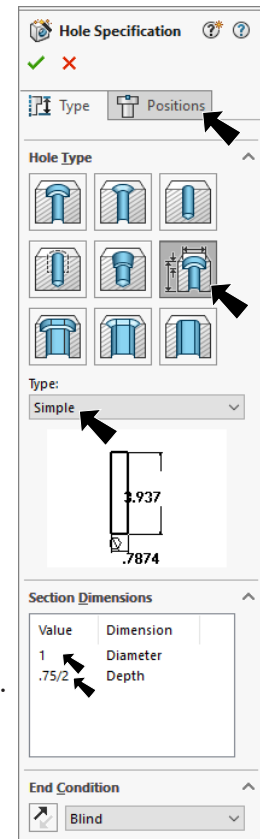 Hole Specification
Type Positions
Hole Type
Type:
Simple
3.937
.7874
Section Dimensions
Value Dimension
1 Diameter
.75/2 Depth
.
End Condition
Blind